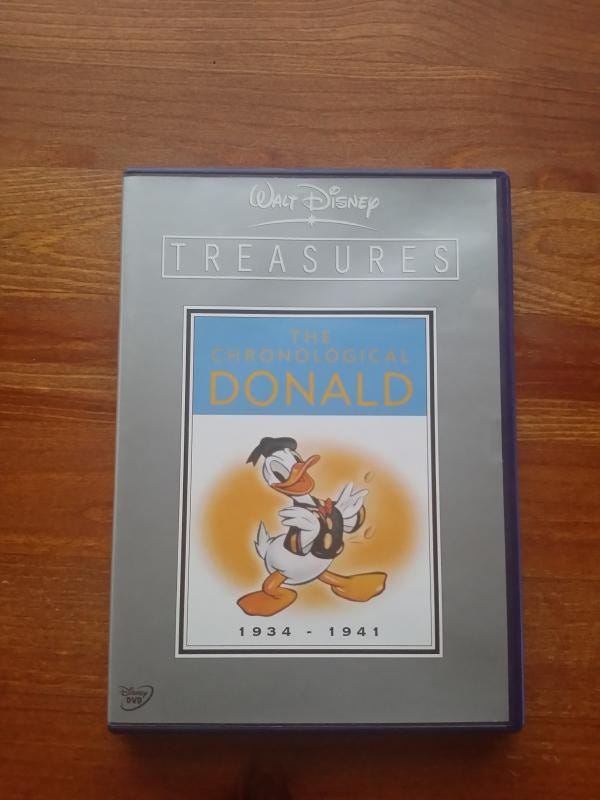 WALT DISNEY
TREASURES
THE
CHRONOLOGICAL
DONALD
1934 - 1941
Disney
DVD